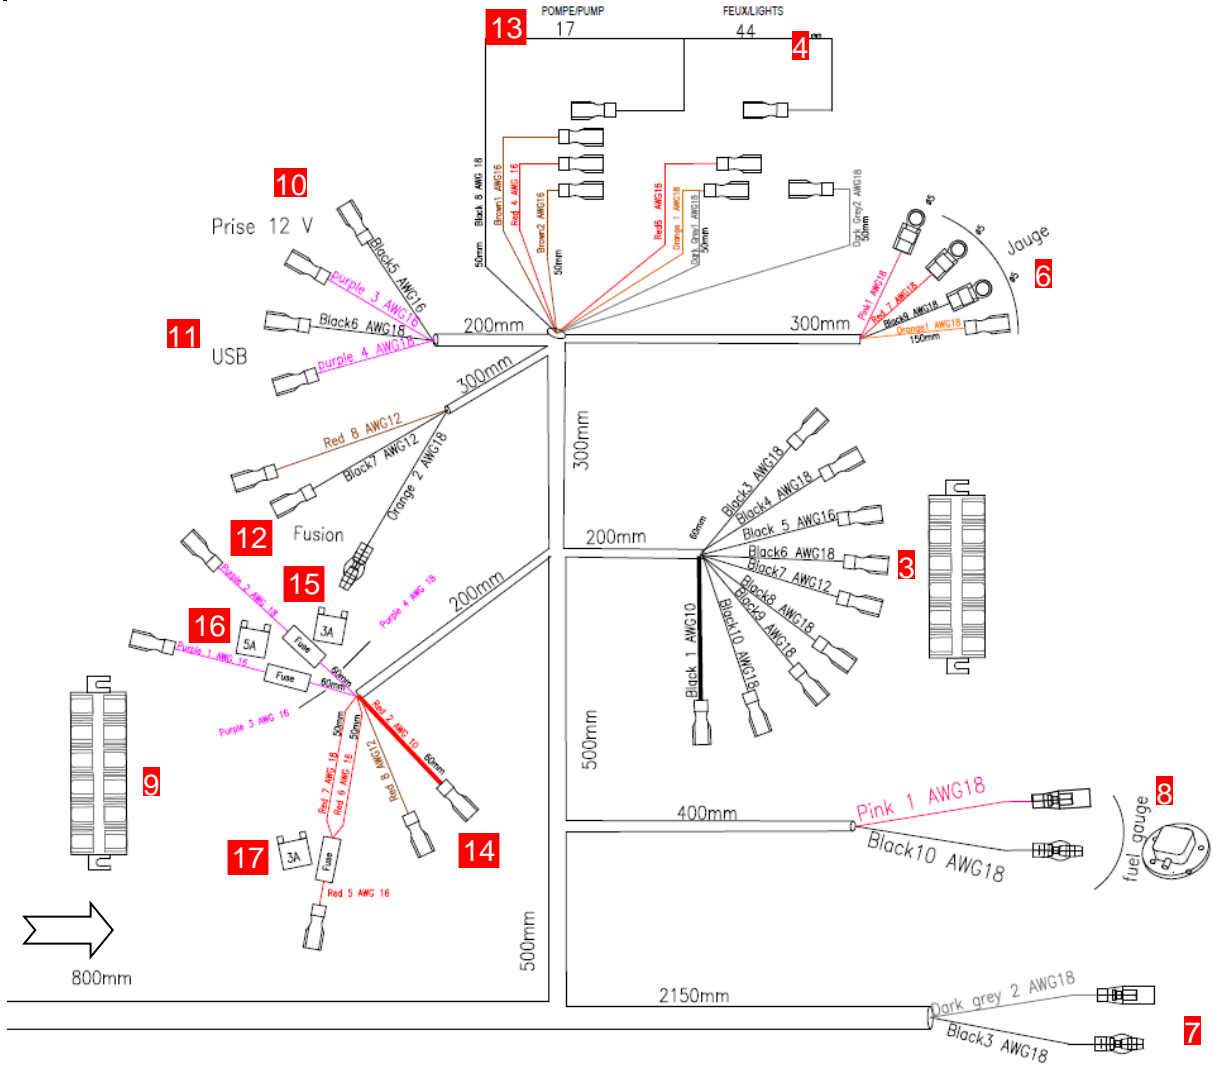 POMPE/PUMP
17
FEUX/LIGHTS
44
13
4
mm
50mm Black 8 AWG 18
Brown1 AWG16
Red 4 AWG 16
Brown2 AWG16
50mm
Red6 AWG16
Orange 1 AWG18
Dark Grey1 AWG18
50mm
Dark Grey2 AWG18
50mm
10
Prise 12 V
Black5 AWG16
purple 3 AWG16
Black6 AWG18
purple 4 AWG18
11
USB
200mm
300mm
Pink1 AWG18
Red 7 AWG18
Black9 AWG18
Orange1 AWG18
150mm
ø5
ø5
ø5
Jauge
6
300mm
Red 8 AWG12
Black7 AWG12
Orange 2 AWG18
12
Fusion
300mm
200mm
60mm
Black3 AWG18
Black4 AWG18
Black 5 AWG16
Black6 AWG18
Black7 AWG12
Black8 AWG18
Black9 AWG18
Black10 AWG18
Black 1 AWG10
3
15
3A
16
5A
Purple 2 AWG 18
Purple 1 AWG 16
Fuse
Fuse
60mm
60mm
Purple 4 AWG 18
Purple 3 AWG 16
200mm
50mm
50mm
Red 7 AWG 18
Red 6 AWG 16
Red 8 AWG12
Red 2 AWG 10
60mm
14
17
3A
Fuse
Red 5 AWG 16
9
500mm
400mm
Pink 1 AWG18
Black10 AWG18
fuel gauge
8
800mm
500mm
2150mm
Dark grey 2 AWG18
Black3 AWG18
7